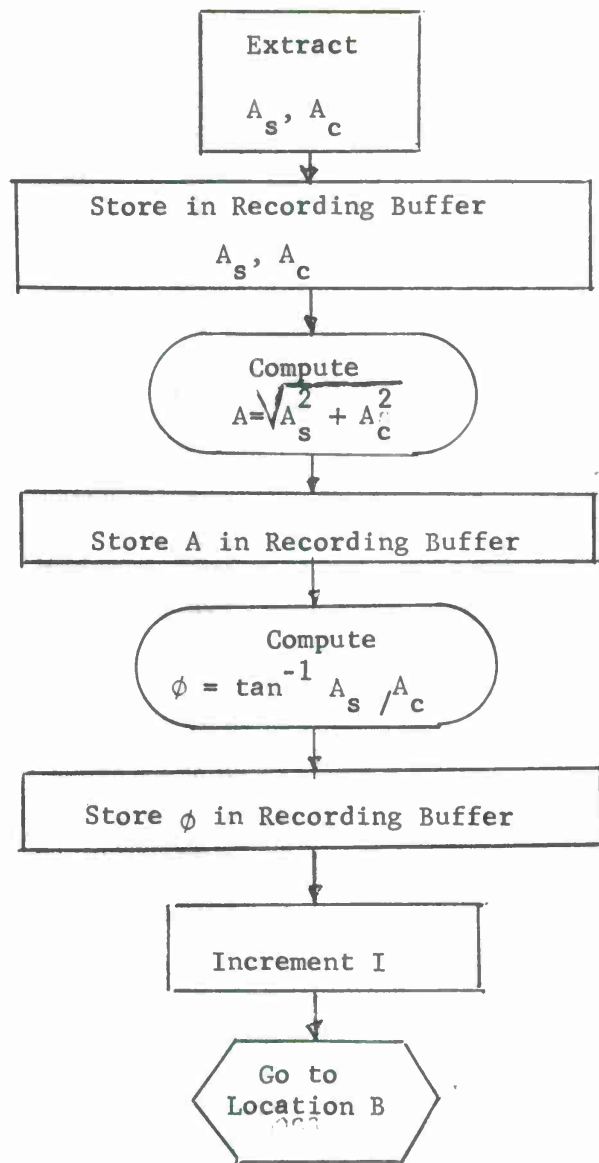 Extract
A_s, A_c
Store in Recording Buffer
A_s, A_c
Compute
A=√A_s^2 + A_c^2
Store A in Recording Buffer
Compute
ϕ = tan^-1 A_s /A_c
Store ϕ in Recording Buffer
Increment I
Go to
Location B